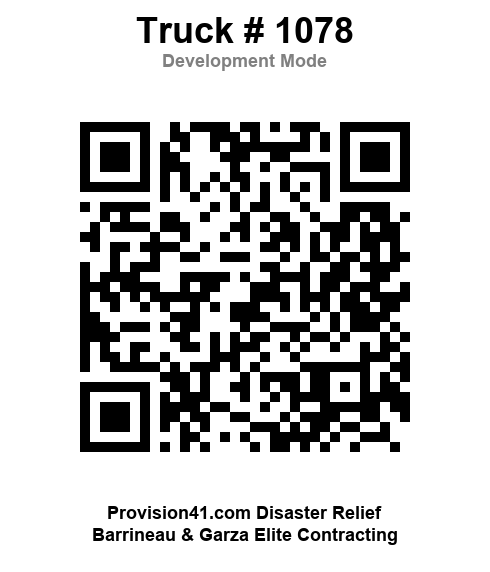 Truck # 1078
Development Mode
Provision41.com Disaster Relief
Barrineau & Garza Elite Contracting